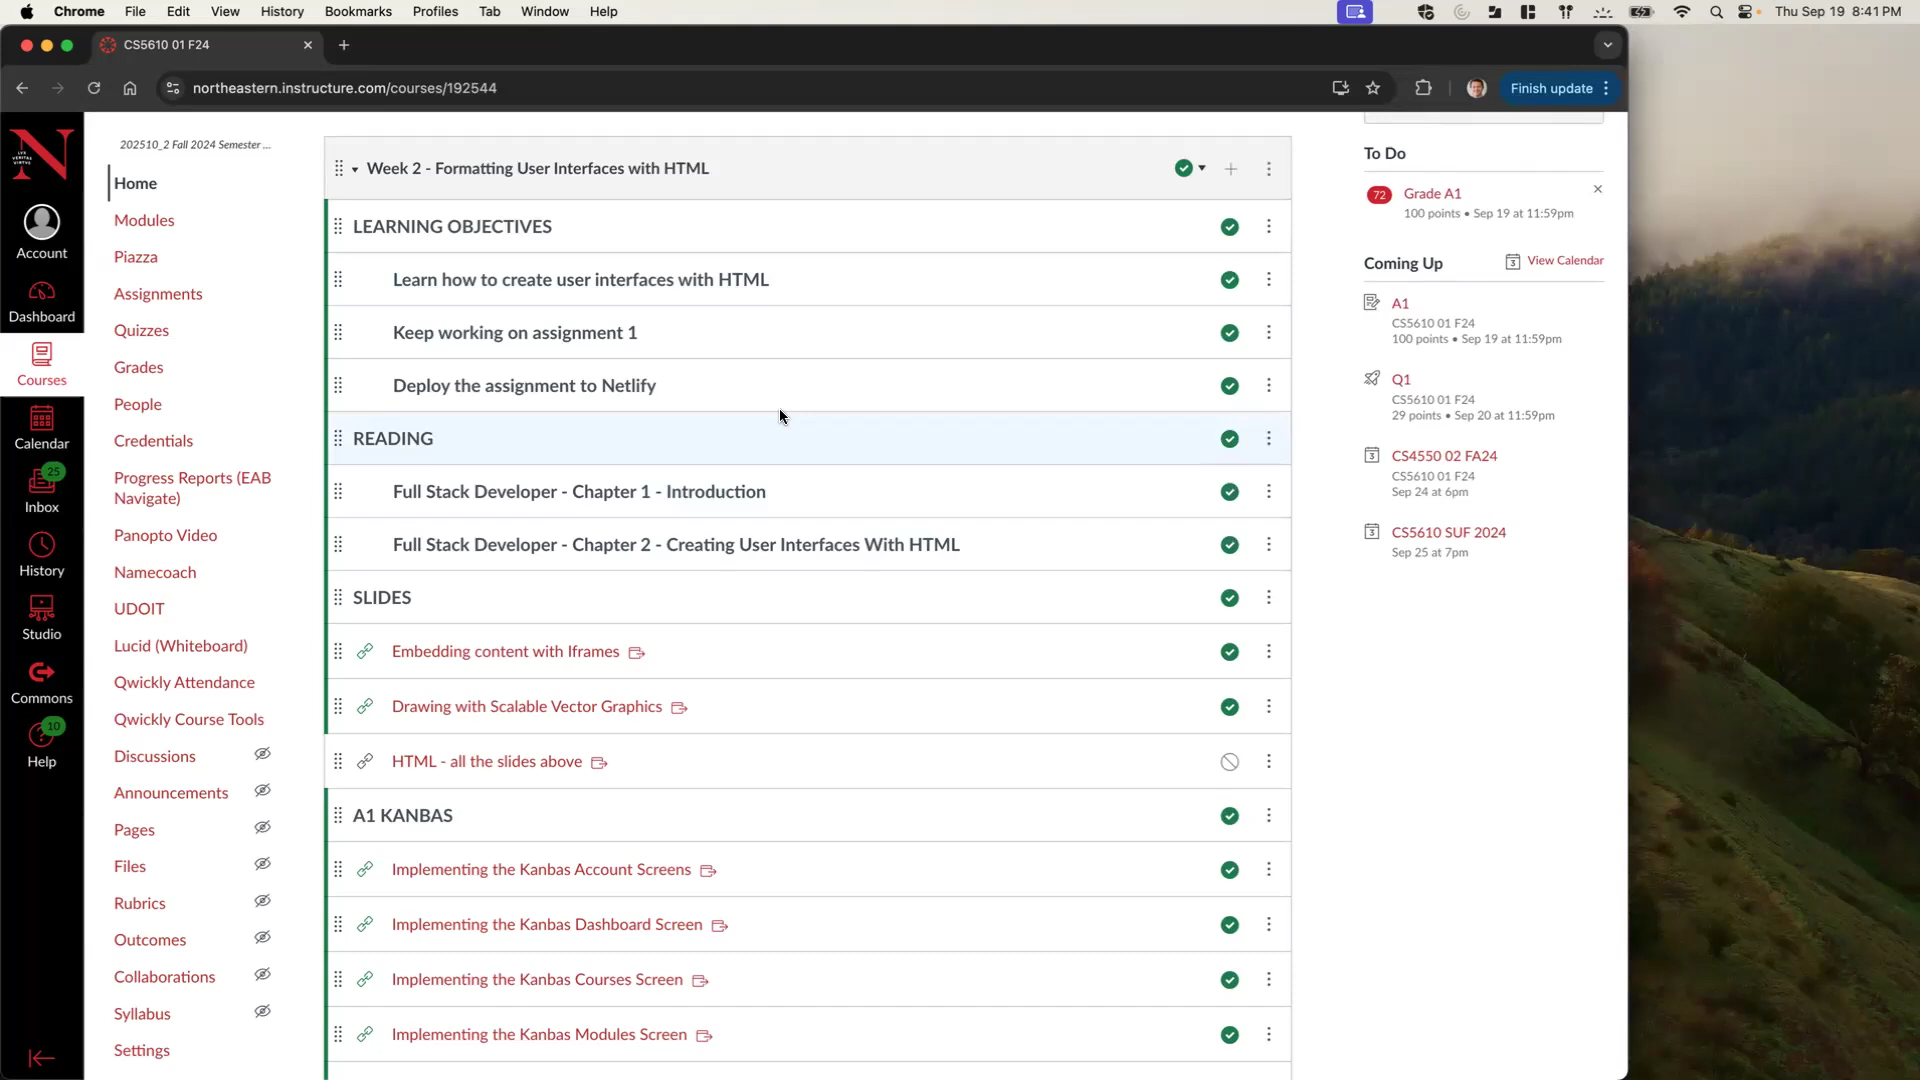 Chrome File Edit View History Bookmarks Profiles Tab Window Help
Thu Sep 19 8:41 PM
CS5610 01 F24
northeastern.instructure.com/courses/192544
Finish update
N
Account
Dashboard
Courses
Calendar
25
Inbox
History
Studio
Commons
10
Help
202510_2 Fall 2024 Semester ...
Home
Modules
Piazza
Assignments
Quizzes
Grades
People
Credentials
Progress Reports (EAB
Navigate)
Panopto Video
Namecoach
UDOIT
Lucid (Whiteboard)
Qwickly Attendance
Qwickly Course Tools
Discussions
Announcements
Pages
Files
Rubrics
Outcomes
Collaborations
Syllabus
Settings
Week 2 - Formatting User Interfaces with HTML
LEARNING OBJECTIVES
Learn how to create user interfaces with HTML
Keep working on assignment 1
Deploy the assignment to Netlify
READING
Full Stack Developer - Chapter 1 - Introduction
Full Stack Developer - Chapter 2 - Creating User Interfaces With HTML
SLIDES
Embedding content with Iframes
Drawing with Scalable Vector Graphics
HTML - all the slides above
A1 KANBAS
Implementing the Kanbas Account Screens
Implementing the Kanbas Dashboard Screen
Implementing the Kanbas Courses Screen
Implementing the Kanbas Modules Screen
To Do
72 Grade A1
100 points • Sep 19 at 11:59pm
Coming Up
3 View Calendar
A1
CS5610 01 F24
100 points • Sep 19 at 11:59pm
Q1
CS5610 01 F24
29 points • Sep 20 at 11:59pm
3 CS4550 02 FA24
CS5610 01 F24
Sep 24 at 6pm
3 CS5610 SUF 2024
Sep 25 at 7pm